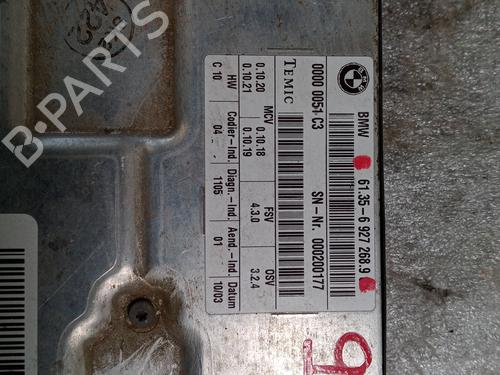 BMW 61.35-6 927 268.9
0000 0051 C3 SN-Nr. 000200177
TEMIC
MCV FSV OSV
0.10.20 0.10.18 4.3.0 3.2.4
0.10.21 0.10.19
HW Codier-Ind. Diagn.-Ind. Aend.-Ind. Datum
C 10 04 1105 01 10/03
B-PARTS
9